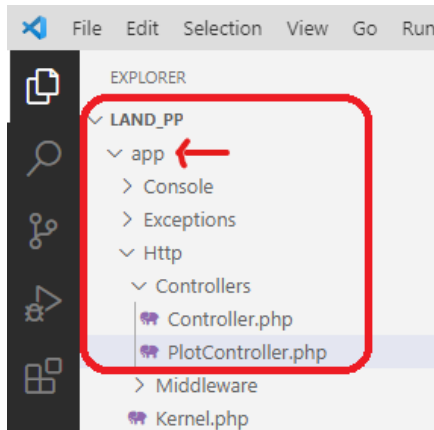 File Edit Selection View Go Run
EXPLORER
LAND_PP
app
Console
Exceptions
Http
Controllers
Controller.php
PlotController.php
Middleware
Kernel.php